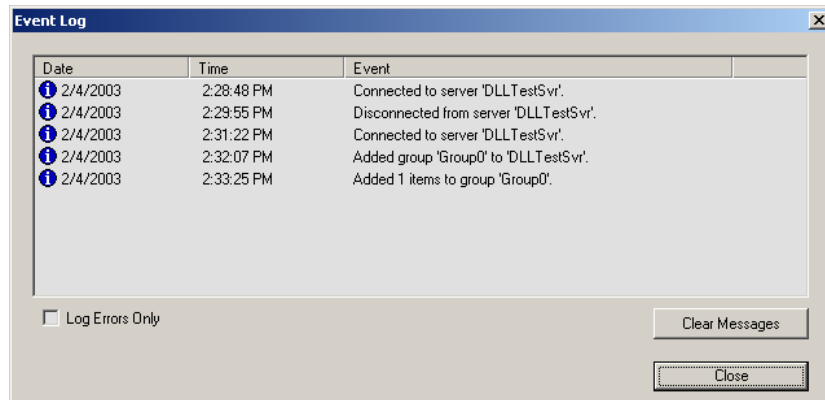 Event Log
Date Time Event
2/4/2003 2:28:48 PM Connected to server 'DLLTestSvr'.
2/4/2003 2:29:55 PM Disconnected from server 'DLLTestSvr'.
2/4/2003 2:31:22 PM Connected to server 'DLLTestSvr'.
2/4/2003 2:32:07 PM Added group 'Group0' to 'DLLTestSvr'.
2/4/2003 2:33:25 PM Added 1 items to group 'Group0'.
Log Errors Only
Clear Messages
Close